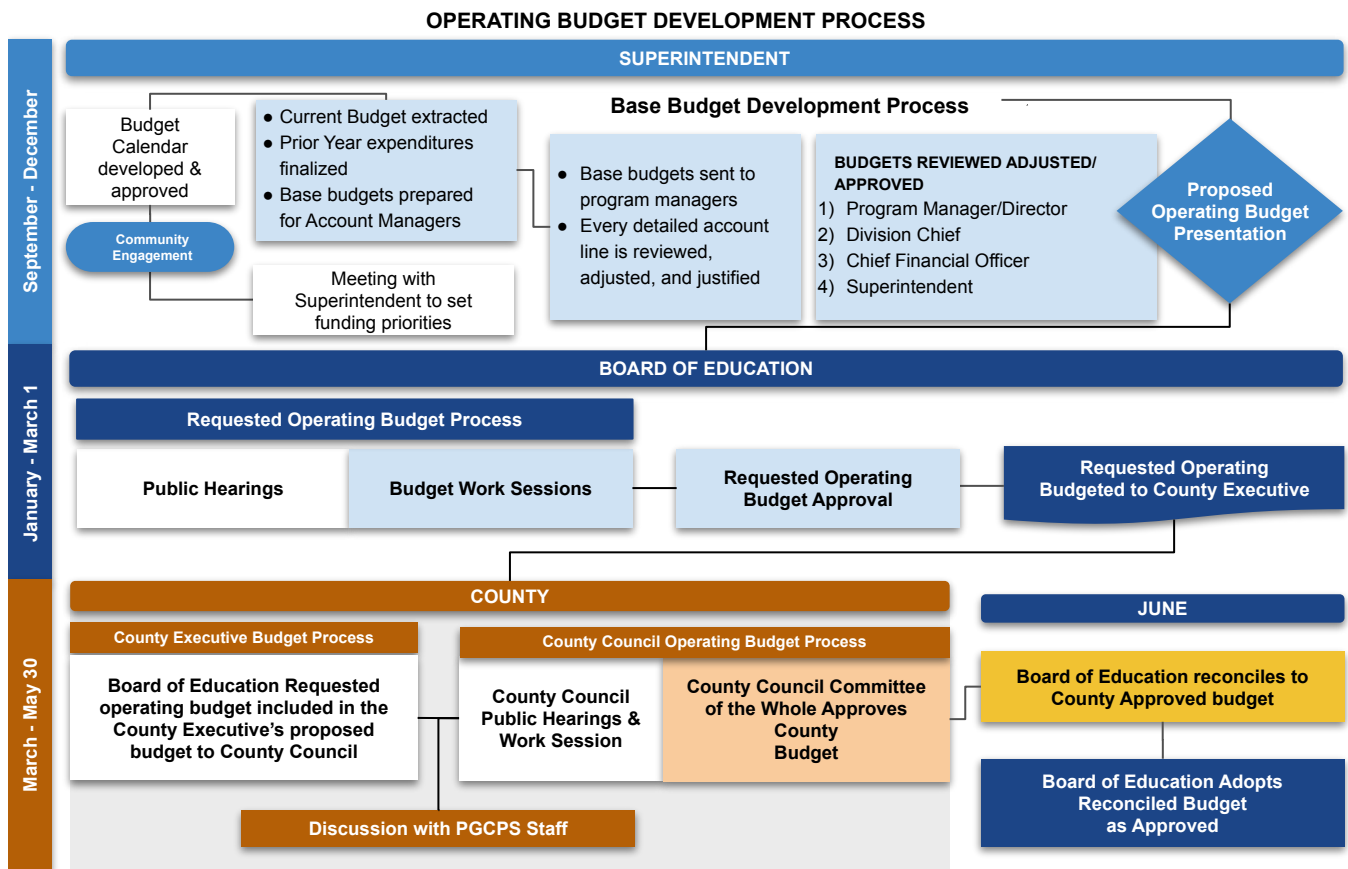 OPERATING BUDGET DEVELOPMENT PROCESS
September - December
SUPERINTENDENT
Budget
Calendar
developed &
approved
Community
Engagement
● Current Budget extracted
● Prior Year expenditures
finalized
● Base budgets prepared
for Account Managers
Meeting with
Superintendent to set
funding priorities
Base Budget Development Process
● Base budgets sent to
program managers
● Every detailed account
line is reviewed,
adjusted, and justified
BUDGETS REVIEWED ADJUSTED/
APPROVED
1) Program Manager/Director
2) Division Chief
3) Chief Financial Officer
4) Superintendent
Proposed
Operating Budget
Presentation
January - March 1
BOARD OF EDUCATION
Requested Operating Budget Process
Public Hearings
Budget Work Sessions
Requested Operating
Budget Approval
Requested Operating
Budgeted to County Executive
March - May 30
COUNTY
County Executive Budget Process
Board of Education Requested
operating budget included in the
County Executive’s proposed
budget to County Council
County Council Operating Budget Process
County Council
Public Hearings &
Work Session
County Council Committee
of the Whole Approves
County
Budget
Discussion with PGCPS Staff
JUNE
Board of Education reconciles to
County Approved budget
Board of Education Adopts
Reconciled Budget
as Approved